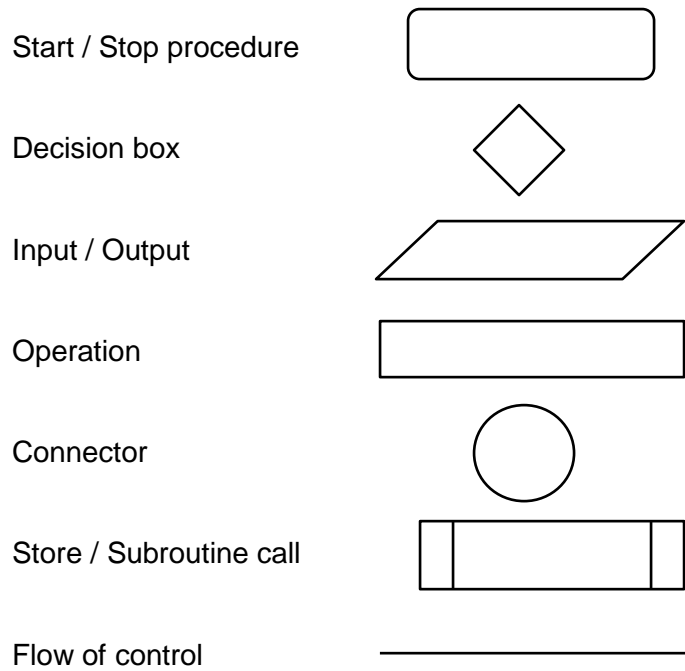 Start / Stop procedure
Decision box
Input / Output
Operation
Connector
Store / Subroutine call
Flow of control